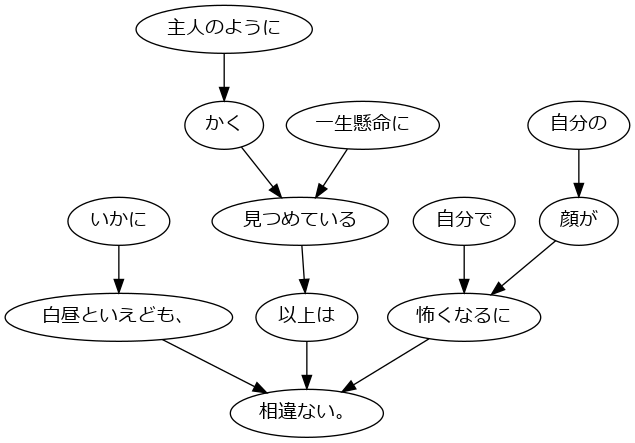 主人のように
かく
一生懸命に
自分の
いかに
見つめている
自分で
顔が
白昼といえども、
以上は
怖くなるに
相違ない。